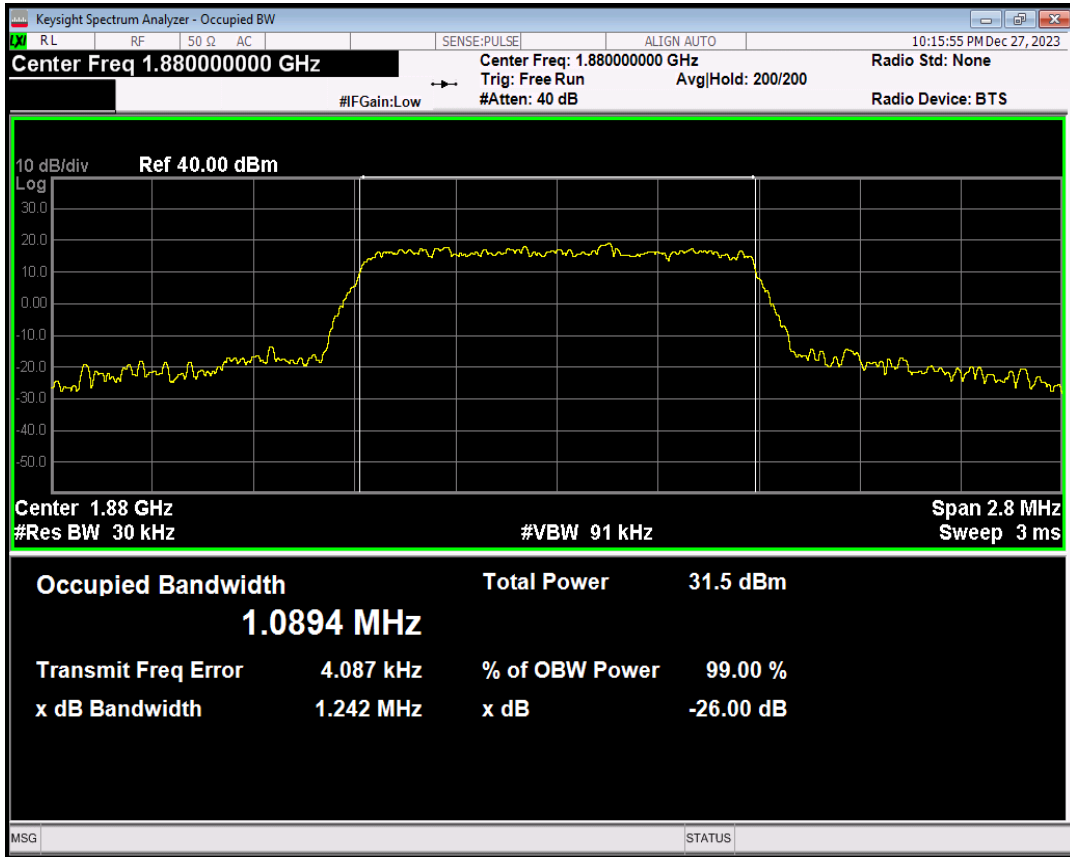 Keysight Spectrum Analyzer - Occupied BW
LXI RL RF 50 Ω AC SENSE:PULSE ALIGN AUTO 10:15:55 PM Dec 27, 2023
Center Freq 1.880000000 GHz Center Freq: 1.880000000 GHz Radio Std: None
Trig: Free Run Avg|Hold: 200/200
#IFGain:Low #Atten: 40 dB Radio Device: BTS
10 dB/div Ref 40.00 dBm
Log
30.0
20.0
10.0
0.00
-10.0
-20.0
-30.0
-40.0
-50.0
Center 1.88 GHz Span 2.8 MHz
#Res BW 30 kHz #VBW 91 kHz Sweep 3 ms
Occupied Bandwidth Total Power 31.5 dBm
1.0894 MHz
Transmit Freq Error 4.087 kHz % of OBW Power 99.00 %
x dB Bandwidth 1.242 MHz x dB -26.00 dB
MSG STATUS